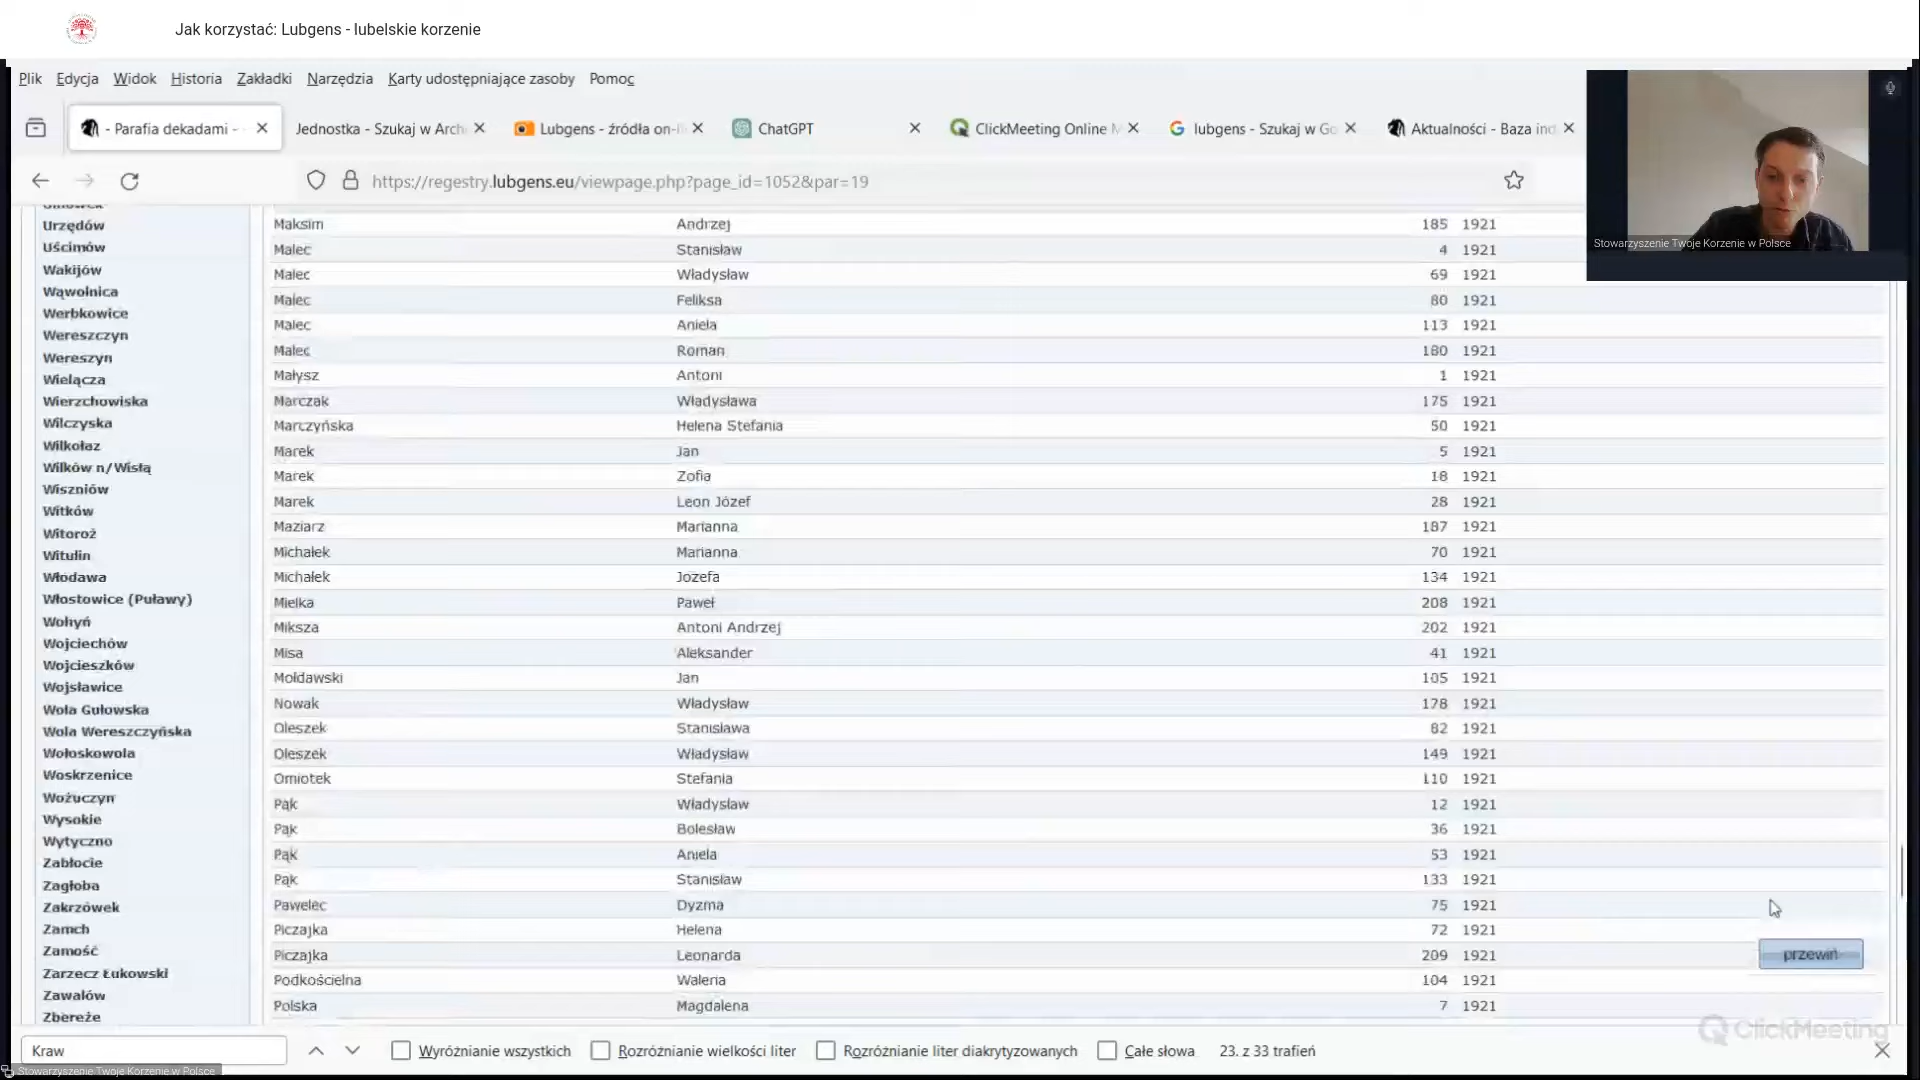 Jak korzystać: Lubgens - lubelskie korzenie
Plik Edycja Widok Historia Zakładki Narzędzia Karty udostępniające zasoby Pomoc
- Parafia dekadami -
Jednostka - Szukaj w Arch
Lubgens - źródła on-li
ChatGPT
ClickMeeting Online M
lubgens - Szukaj w Go
Aktualności - Baza ind
https://regestry.lubgens.eu/viewpage.php?page_id=1052&par=19
Stowarzyszenie Twoje Korzenie w Polsce
Urzędów
Uścimów
Wakijów
Wąwolnica
Werbkowice
Wereszczyn
Wereszyn
Wielącza
Wierzchowiska
Wilczyska
Wilkołaz
Wilków n/Wisłą
Wiszniów
Witków
Witoroż
Witulin
Włodawa
Włostowice (Puławy)
Wohyń
Wojciechów
Wojcieszków
Wojsławice
Wola Gułowska
Wola Wereszczyńska
Wołoskowola
Woskrzenice
Wożuczyn
Wysokie
Wytyczno
Zabłocie
Zagłoba
Zakrzówek
Zamch
Zamość
Zarzecz Łukowski
Zawalów
Zbereże
Maksim Andrzej 185 1921
Malec Stanisław 4 1921
Malec Władysław 69 1921
Malec Feliksa 80 1921
Malec Aniela 113 1921
Malec Roman 180 1921
Małysz Antoni 1 1921
Marczak Władysława 175 1921
Marczyńska Helena Stefania 50 1921
Marek Jan 5 1921
Marek Zofia 18 1921
Marek Leon Józef 28 1921
Maziarz Marianna 187 1921
Michałek Marianna 70 1921
Michałek Jozefa 134 1921
Mielka Paweł 208 1921
Miksza Antoni Andrzej 202 1921
Misa Aleksander 41 1921
Mołdawski Jan 105 1921
Nowak Władysław 178 1921
Oleszek Stanisława 82 1921
Oleszek Władysław 149 1921
Omiotek Stefania 110 1921
Pąk Władysław 12 1921
Pąk Bolesław 36 1921
Pąk Aniela 53 1921
Pąk Stanisław 133 1921
Pawelec Dyzma 75 1921
Piczajka Helena 72 1921
Piczajka Leonarda 209 1921
Podkościelna Waleria 104 1921
Polska Magdalena 7 1921
przewiń
ClickMeeting
Kraw
Wyróżnianie wszystkich Rozróżnianie wielkości liter Rozróżnianie liter diakrytyzowanych Całe słowa 23. z 33 trafień
Stowarzyszenie Twoje Korzenie w Polsce